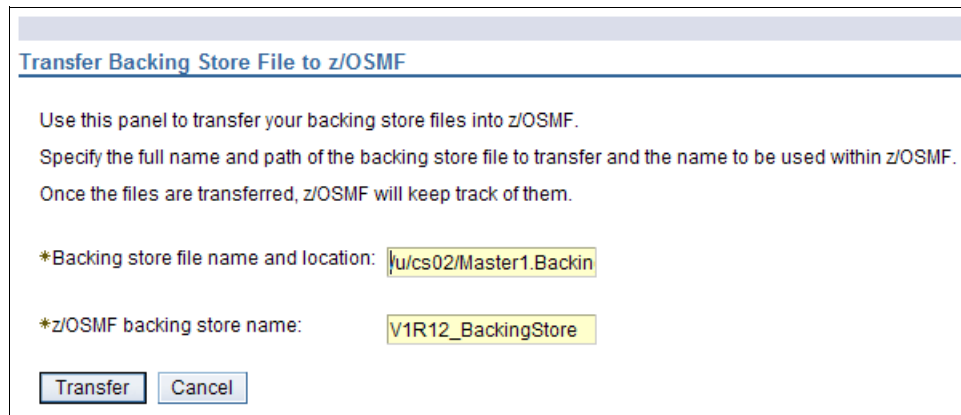 Transfer Backing Store File to z/OSMF
Use this panel to transfer your backing store files into z/OSMF.
Specify the full name and path of the backing store file to transfer and the name to be used within z/OSMF.
Once the files are transferred, z/OSMF will keep track of them.
*Backing store file name and location: /u/cs02/Master1.Backin
*z/OSMF backing store name: V1R12_BackingStore
Transfer Cancel